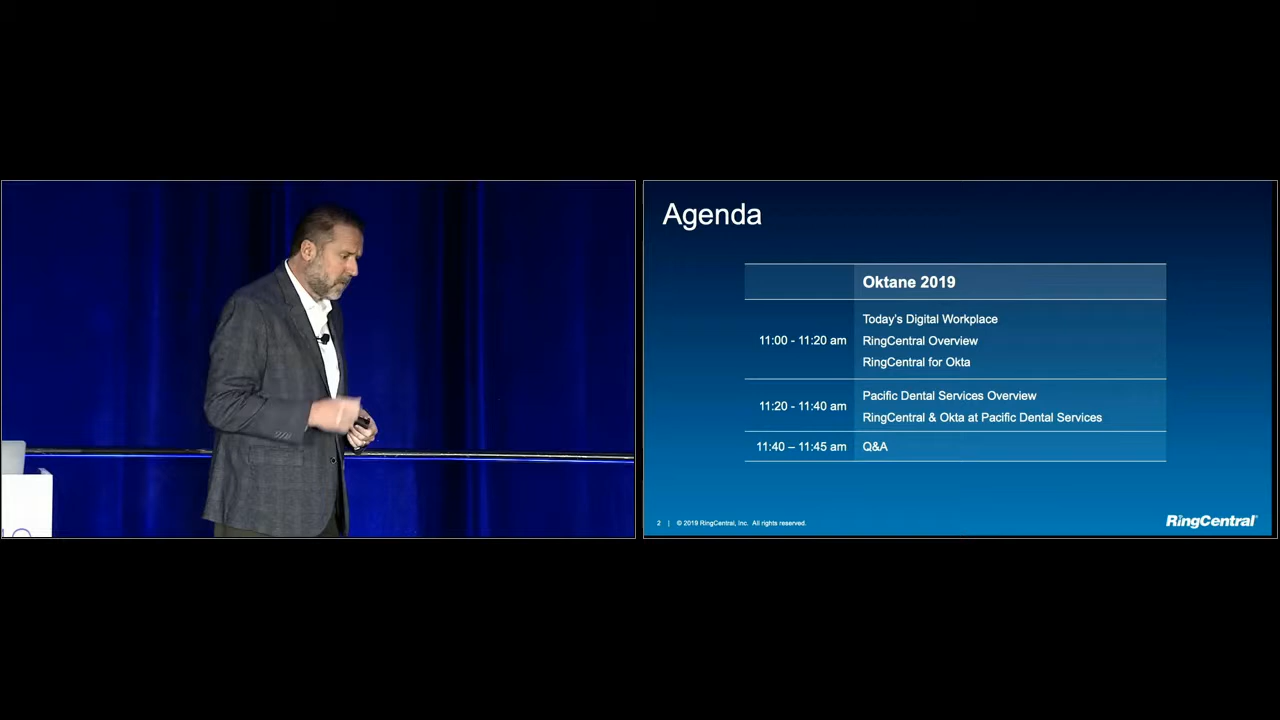 Agenda
Oktane 2019
11:00 - 11:20 am
Today's Digital Workplace
RingCentral Overview
RingCentral for Okta
11:20 - 11:40 am
Pacific Dental Services Overview
RingCentral & Okta at Pacific Dental Services
11:40 – 11:45 am
Q&A
2 | © 2019 RingCentral, Inc. All rights reserved.
RingCentral®